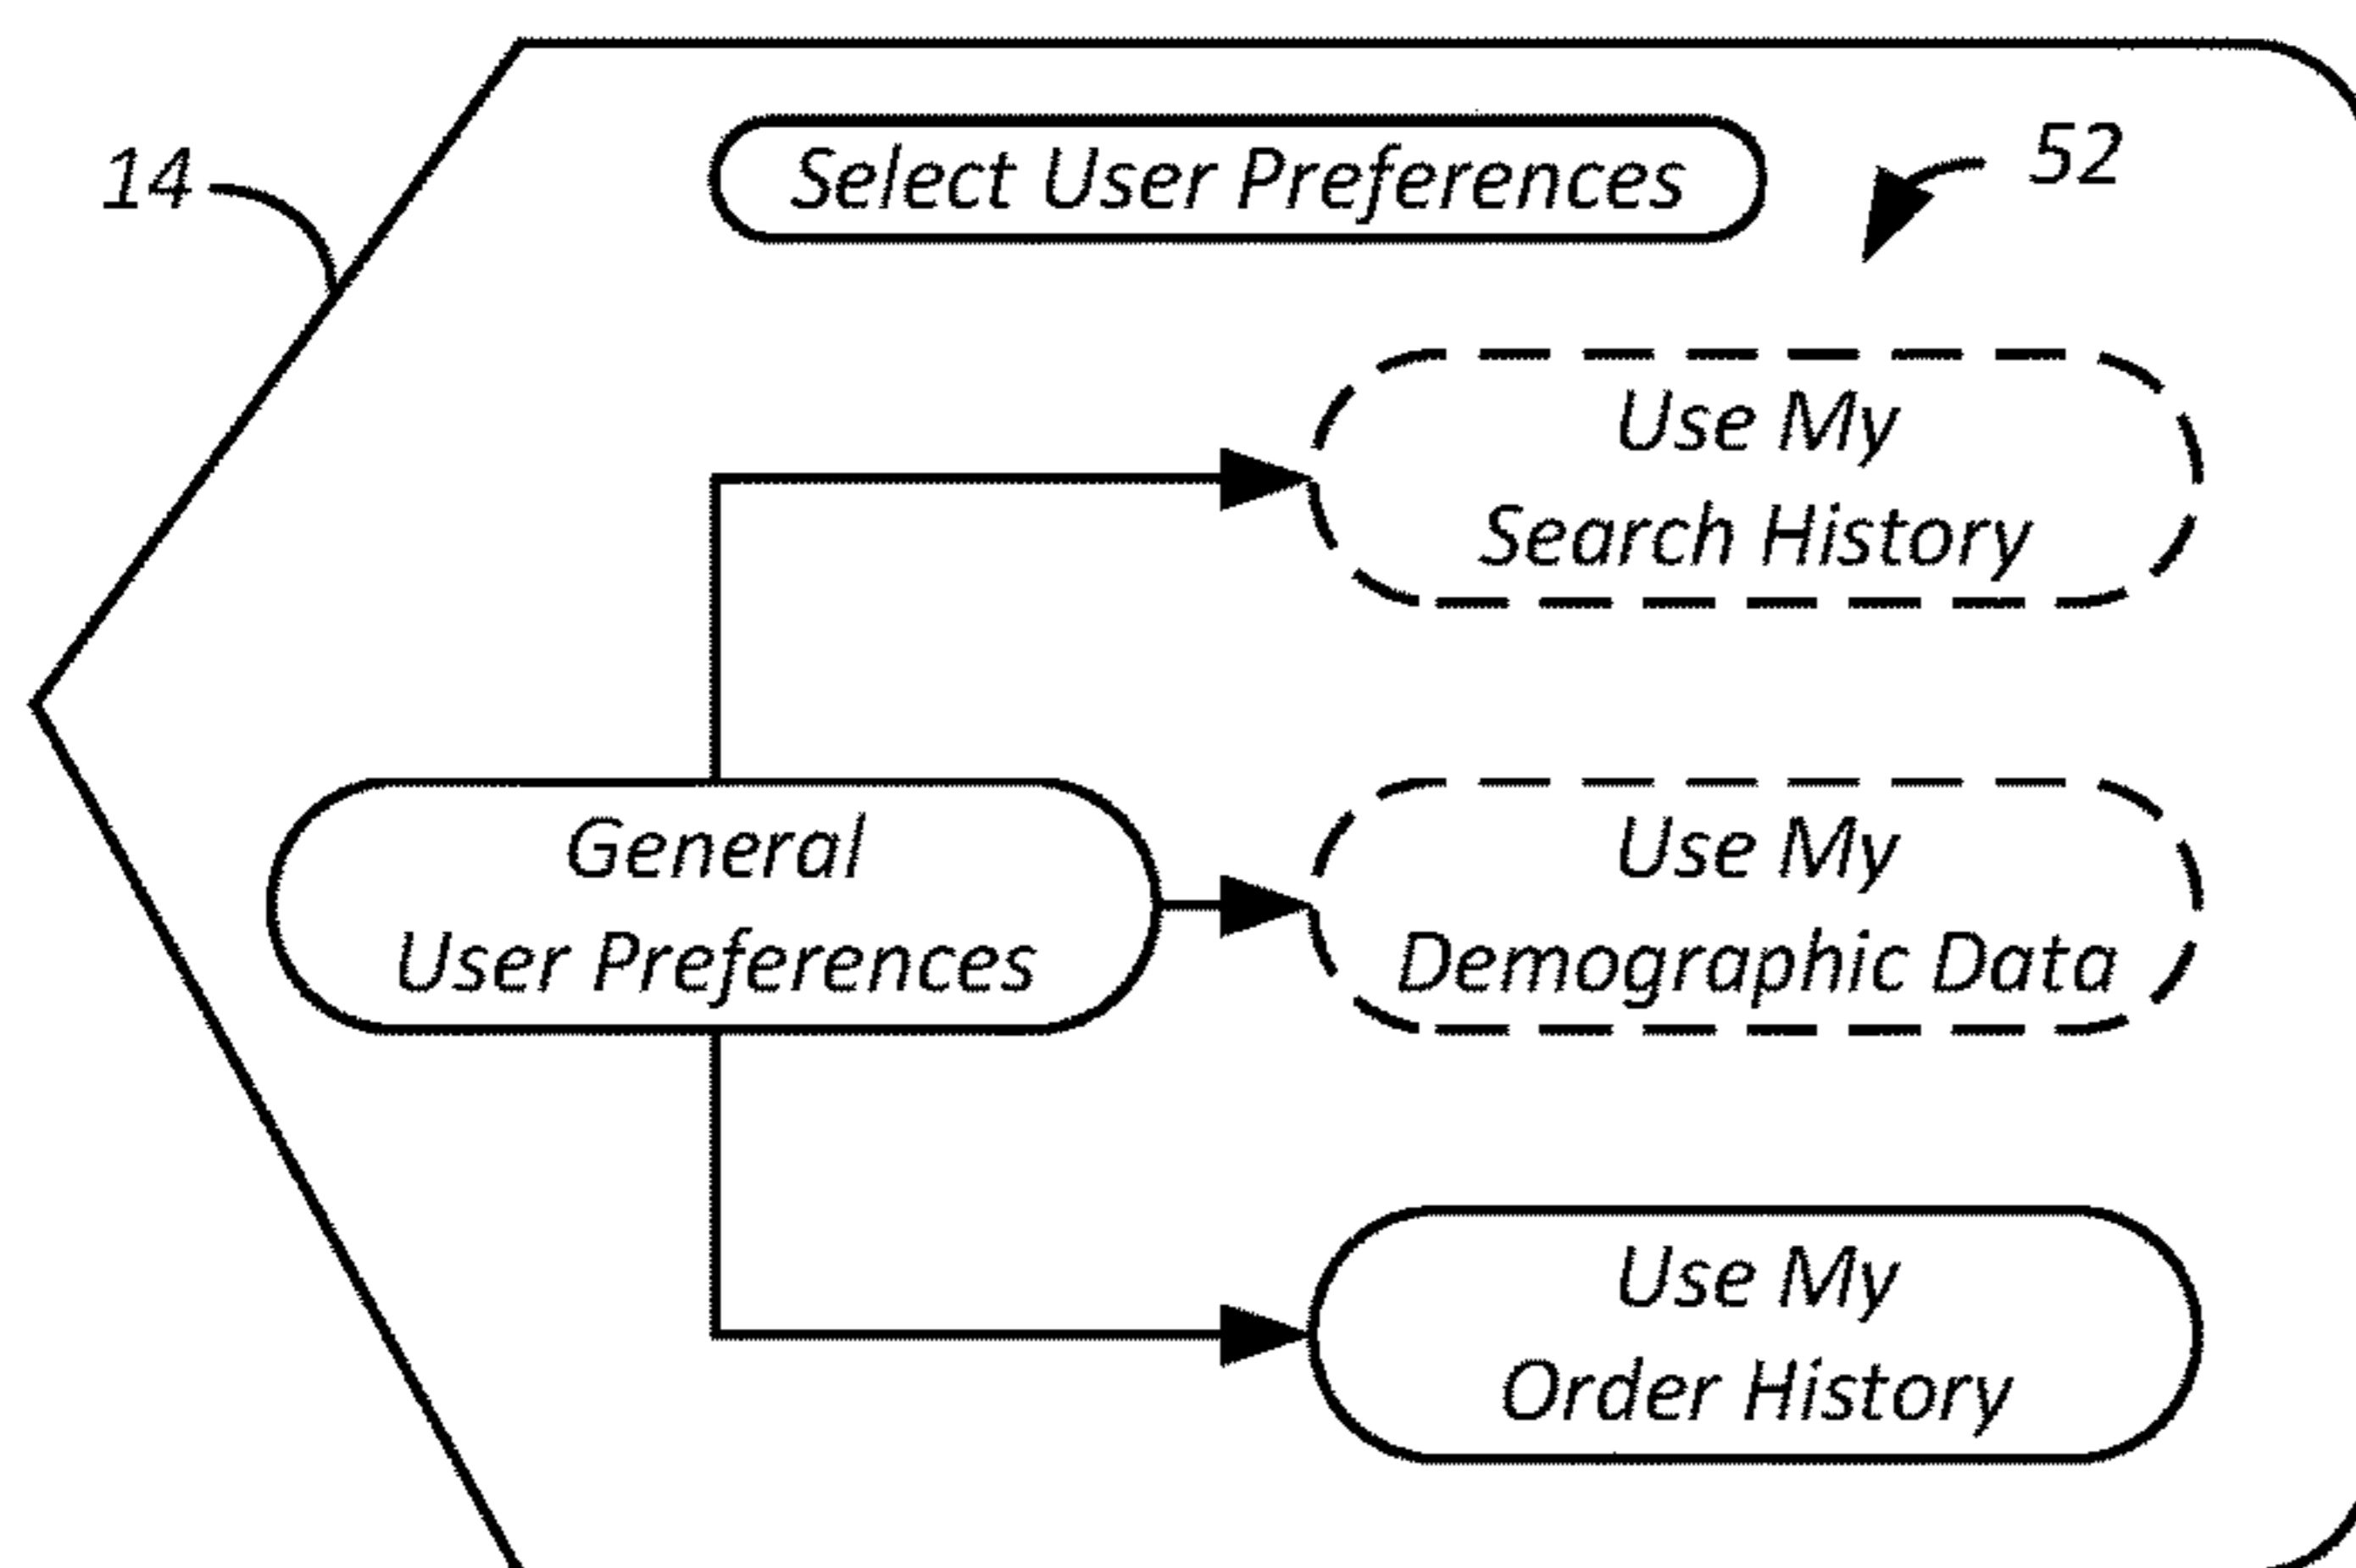 14
Select User Preferences
52
Use My
Search History
General
User Preferences
Use My
Demographic Data
Use My
Order History